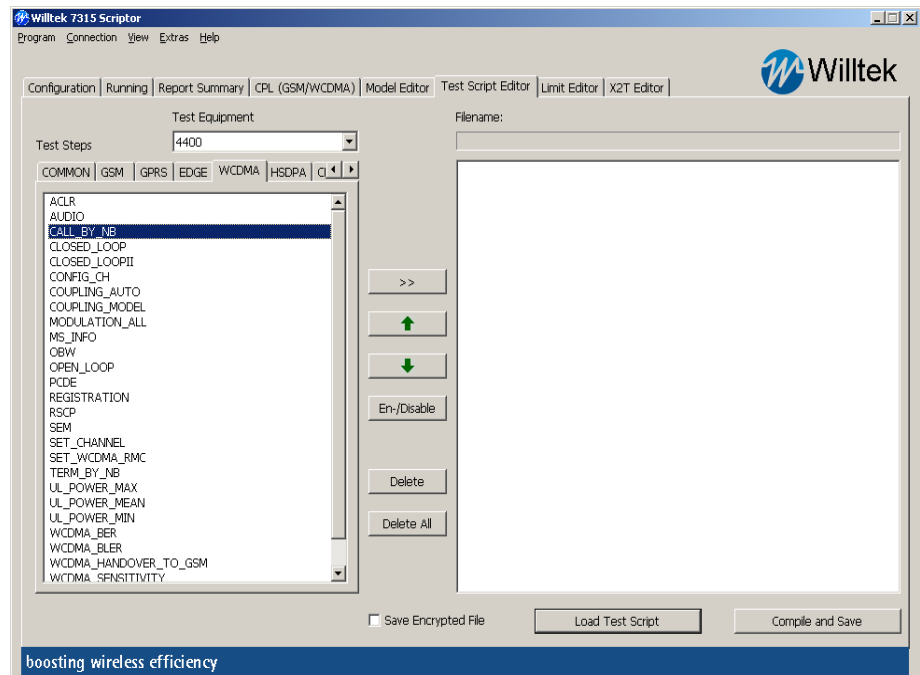 Willtek 7315 Scriptor
Program Connection View Extras Help
Willtek
Configuration Running Report Summary CPL (GSM/WCDMA) Model Editor Test Script Editor Limit Editor X2T Editor
Test Equipment
Filename:
Test Steps
4400
COMMON GSM GPRS EDGE WCDMA HSDPA
ACLR
AUDIO
CALL_BY_NB
CLOSED_LOOP
CLOSED_LOOPII
CONFIG_CH
COUPLING_AUTO
COUPLING_MODEL
MODULATION_ALL
MS_INFO
OBW
OPEN_LOOP
PCDE
REGISTRATION
RSCP
SEM
SET_CHANNEL
SET_WCDMA_RMC
TERM_BY_NB
UL_POWER_MAX
UL_POWER_MEAN
UL_POWER_MIN
WCDMA_BER
WCDMA_BLER
WCDMA_HANDOVER_TO_GSM
WCDMA_SENSITIVITY
>>
En-/Disable
Delete
Delete All
Save Encrypted File
Load Test Script
Compile and Save
boosting wireless efficiency